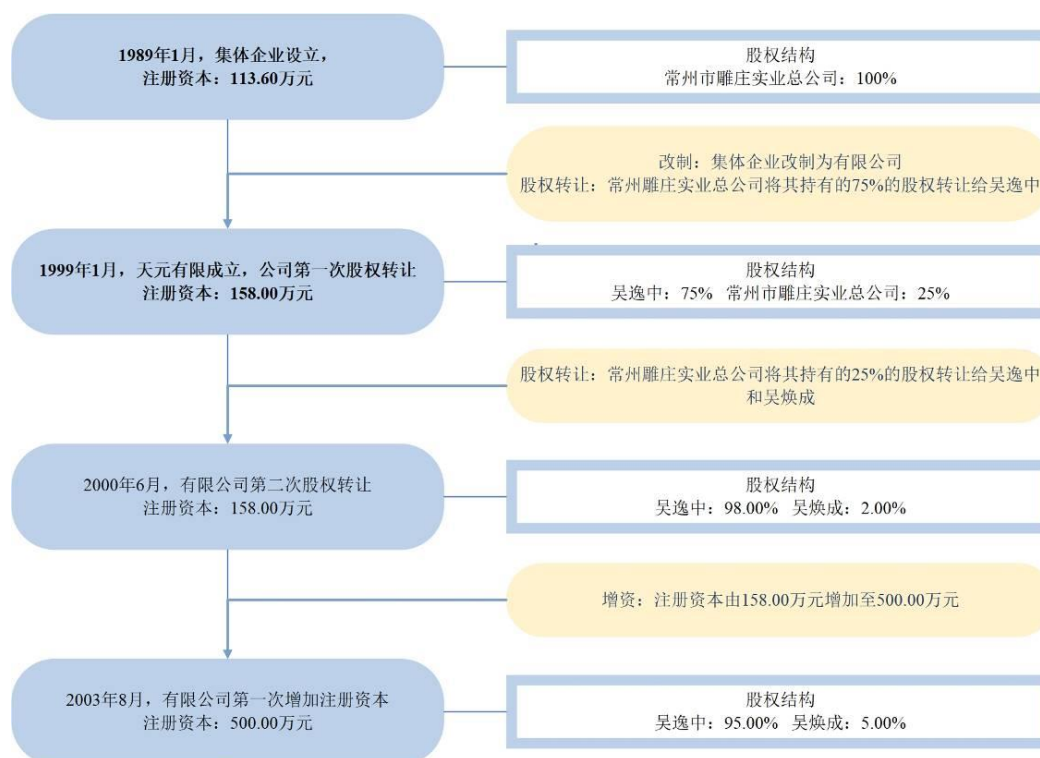 1989年1月，集体企业设立，
注册资本：113.60万元
股权结构
常州市雕庄实业总公司：100%
改制：集体企业改制为有限公司
股权转让：常州雕庄实业总公司将其持有的75%的股权转让给吴逸中
1999年1月，天元有限成立，公司第一次股权转让
注册资本：158.00万元
股权结构
吴逸中：75% 常州市雕庄实业总公司：25%
股权转让：常州雕庄实业总公司将其持有的25%的股权转让给吴逸中
和吴焕成
2000年6月，有限公司第二次股权转让
注册资本：158.00万元
股权结构
吴逸中：98.00% 吴焕成：2.00%
增资：注册资本由158.00万元增加至500.00万元
2003年8月，有限公司第一次增加注册资本
注册资本：500.00万元
股权结构
吴逸中：95.00% 吴焕成：5.00%